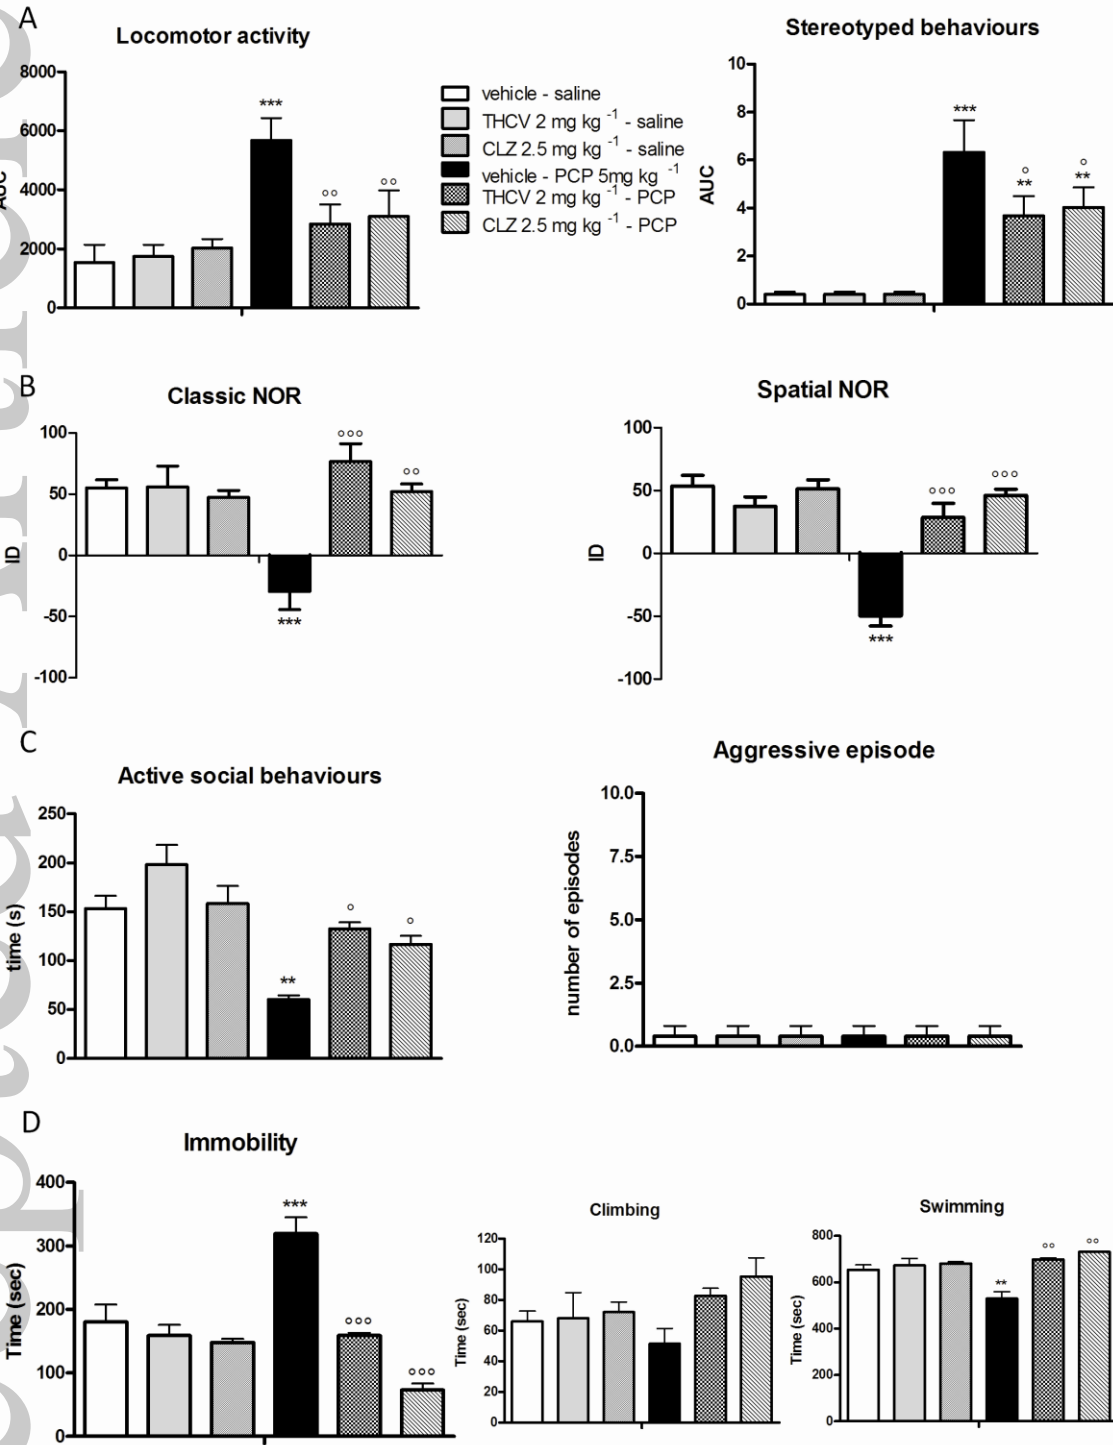 A
Locomotor activity
8000
6000
4000
2000
0
AUC
***
°°
°°
vehicle - saline
THCV 2 mg kg -1 - saline
CLZ 2.5 mg kg -1 - saline
vehicle - PCP 5mg kg -1
THCV 2 mg kg -1 - PCP
CLZ 2.5 mg kg -1 - PCP
Stereotyped behaviours
10
8
6
4
2
0
AUC
***
°
**
°
**
B
Classic NOR
100
50
0
-50
-100
ID
***
°°°
°°
Spatial NOR
100
50
0
-50
-100
ID
***
°°°
°°°
C
Active social behaviours
250
200
150
100
50
0
time (s)
**
°
°
Aggressive episode
10.0
7.5
5.0
2.5
0.0
number of episodes
D
Immobility
400
300
200
100
0
Time (sec)
***
°°°
°°°
Climbing
120
100
80
60
40
20
0
Time (sec)
Swimming
800
600
400
200
0
Time (sec)
**
°°
°°